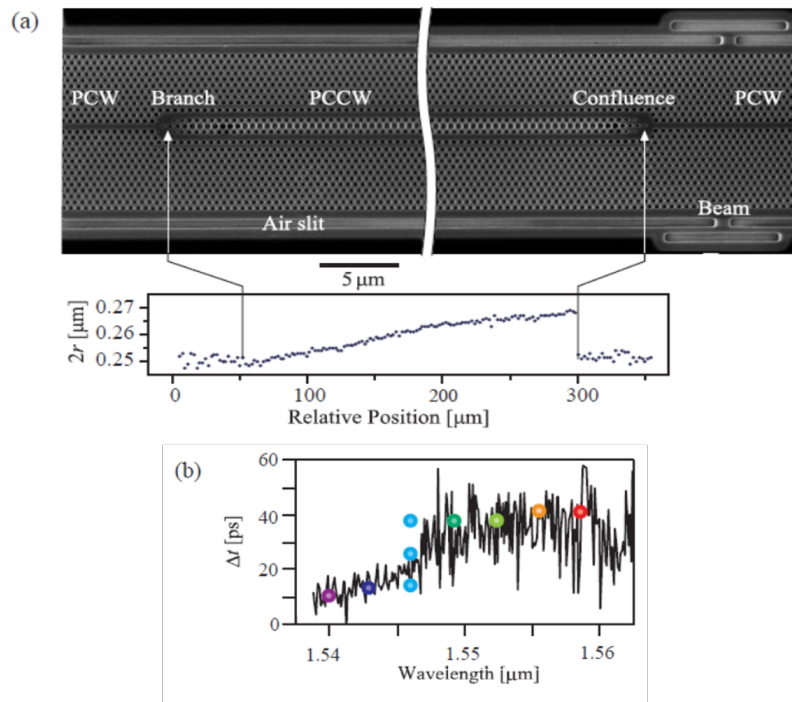 (a)
PCW Branch PCCW Confluence PCW
Air slit Beam
5 μm
2r [μm]
0.27
0.26
0.25
0 100 200 300
Relative Position [μm]
(b)
Δt [ps]
60
40
20
0
1.54 1.55 1.56
Wavelength [μm]